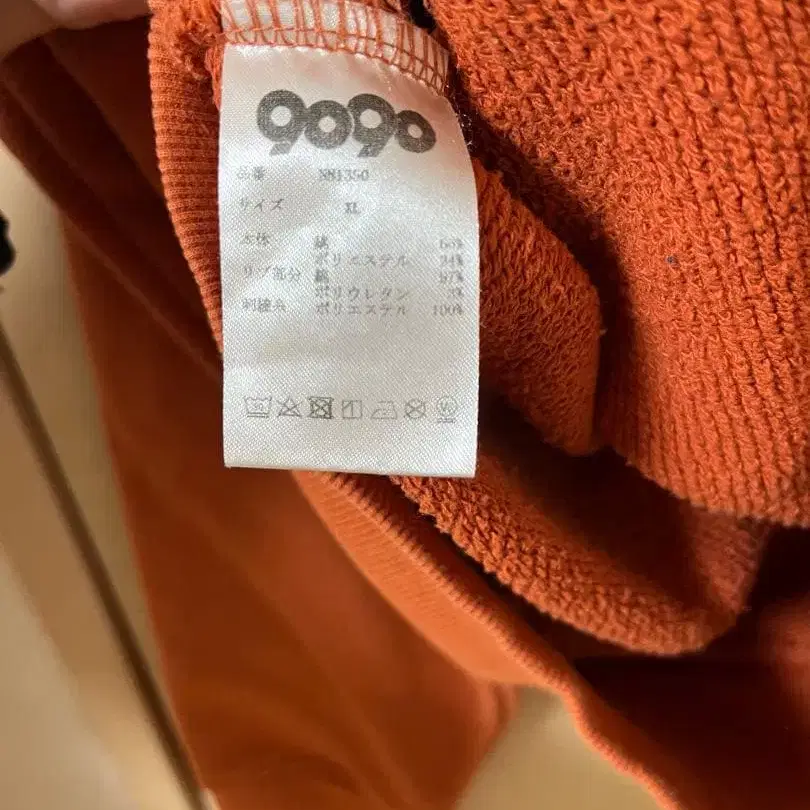 9090
品番 NN1350
サイズ XL
本体 綿 66%
ポリエステル 34%
リブ部分 綿 97%
ポリウレタン 3%
刺繍糸 ポリエステル 100%